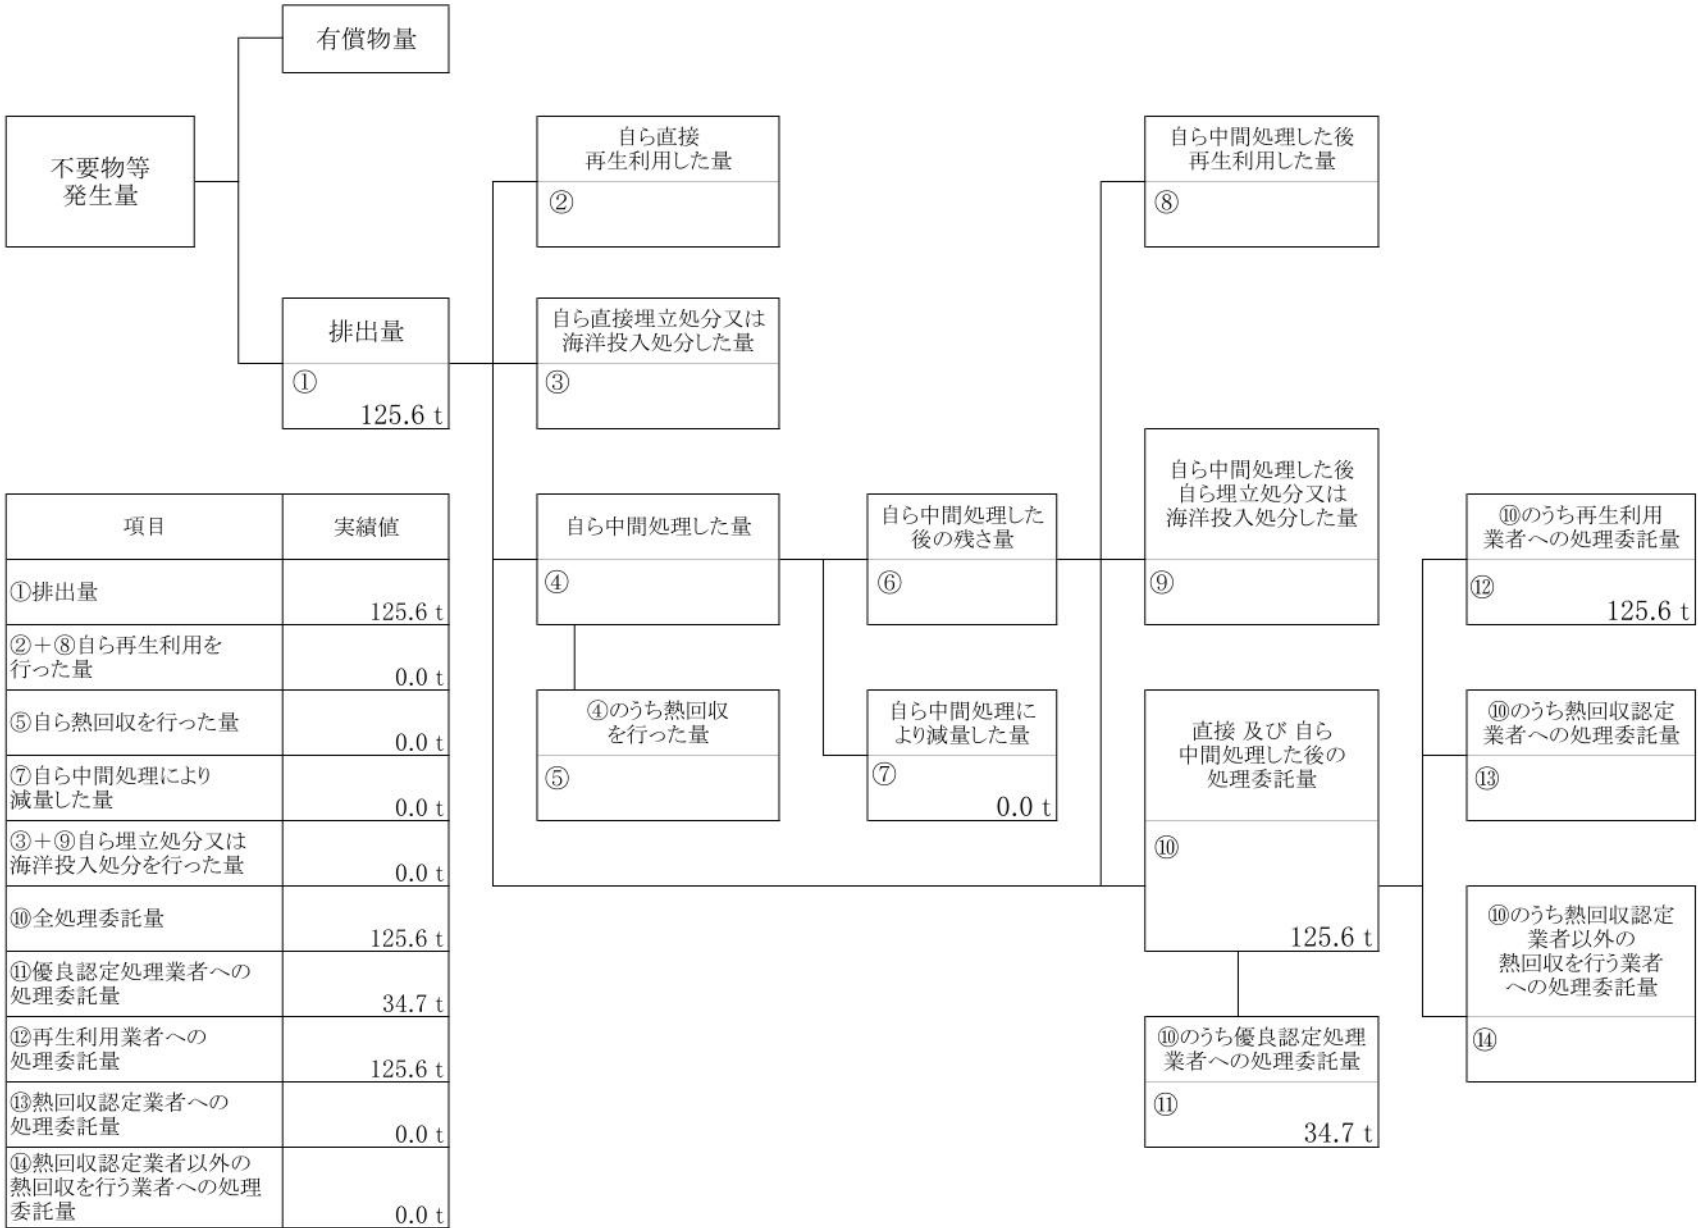 有償物量
不要物等
発生量
自ら直接
再生利用した量
②
自ら中間処理した後
再生利用した量
⑧
排出量
①
125.6 t
自ら直接埋立処分又は
海洋投入処分した量
③
自ら中間処理した量
④
自ら中間処理した
後の残さ量
⑥
自ら中間処理した後
自ら埋立処分又は
海洋投入処分した量
⑨
⑩のうち再生利用
業者への処理委託量
⑫
125.6 t
④のうち熱回収
を行った量
⑤
自ら中間処理に
より減量した量
⑦
0.0 t
直接 及び 自ら
中間処理した後の
処理委託量
⑩
125.6 t
⑩のうち熱回収認定
業者への処理委託量
⑬
⑩のうち熱回収認定
業者以外の
熱回収を行う業者
への処理委託量
⑭
⑩のうち優良認定処理
業者への処理委託量
⑪
34.7 t
項目 実績値
①排出量
125.6 t
②+⑧自ら再生利用を
行った量
0.0 t
⑤自ら熱回収を行った量
0.0 t
⑦自ら中間処理により
減量した量
0.0 t
③+⑨自ら埋立処分又は
海洋投入処分を行った量
0.0 t
⑩全処理委託量
125.6 t
⑪優良認定処理業者への
処理委託量
34.7 t
⑫再生利用業者への
処理委託量
125.6 t
⑬熱回収認定業者への
処理委託量
0.0 t
⑭熱回収認定業者以外の
熱回収を行う業者への処理
委託量
0.0 t